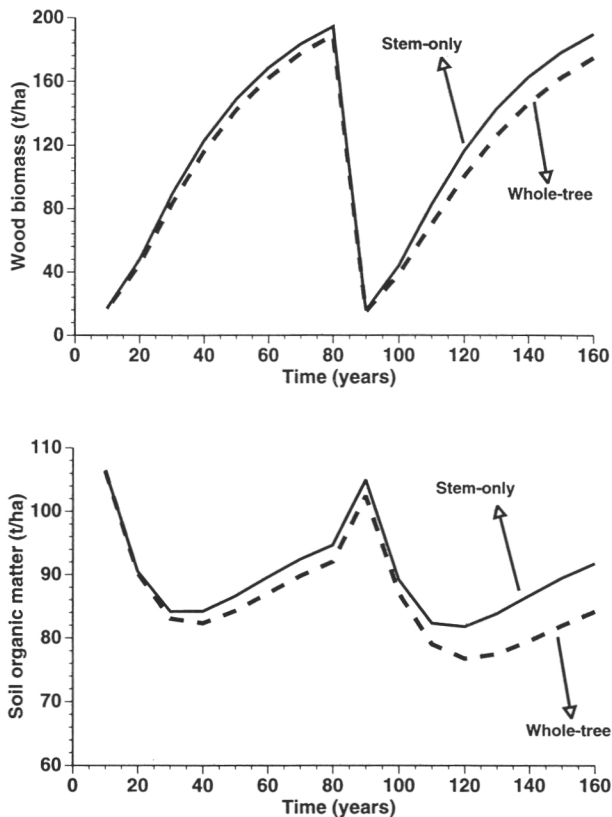 200
160
120
80
40
0
Wood biomass (t/ha)
Stem-only
Whole-tree
0 20 40 60 80 100 120 140 160
Time (years)
110
100
90
80
70
60
Soil organic matter (t/ha)
Stem-only
Whole-tree
0 20 40 60 80 100 120 140 160
Time (years)